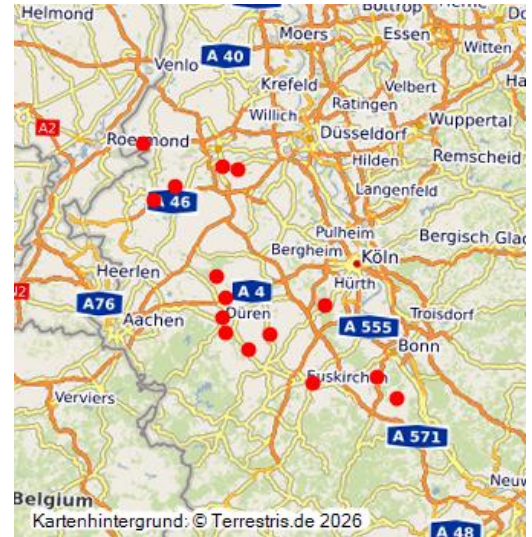 Helmond
Bottrop
Moers
Essen
A 40
Witten
Venlo
Krefeld
Velbert
Ratingen
Willich
A2
Roermond
Düsseldorf
Wuppertal
Hilden
Remscheid
A 46
Langenfeld
Pulheim
Bergheim
Köln
Bergisch Glad
Heerlen
Hürth
A 4
A76
Düren
Troisdorf
Aachen
A 555
Bonn
Verviers
Euskirchen
A 571
Neuw
Belgium
Kartenhintergrund: © Terrestris.de 2026
A 48